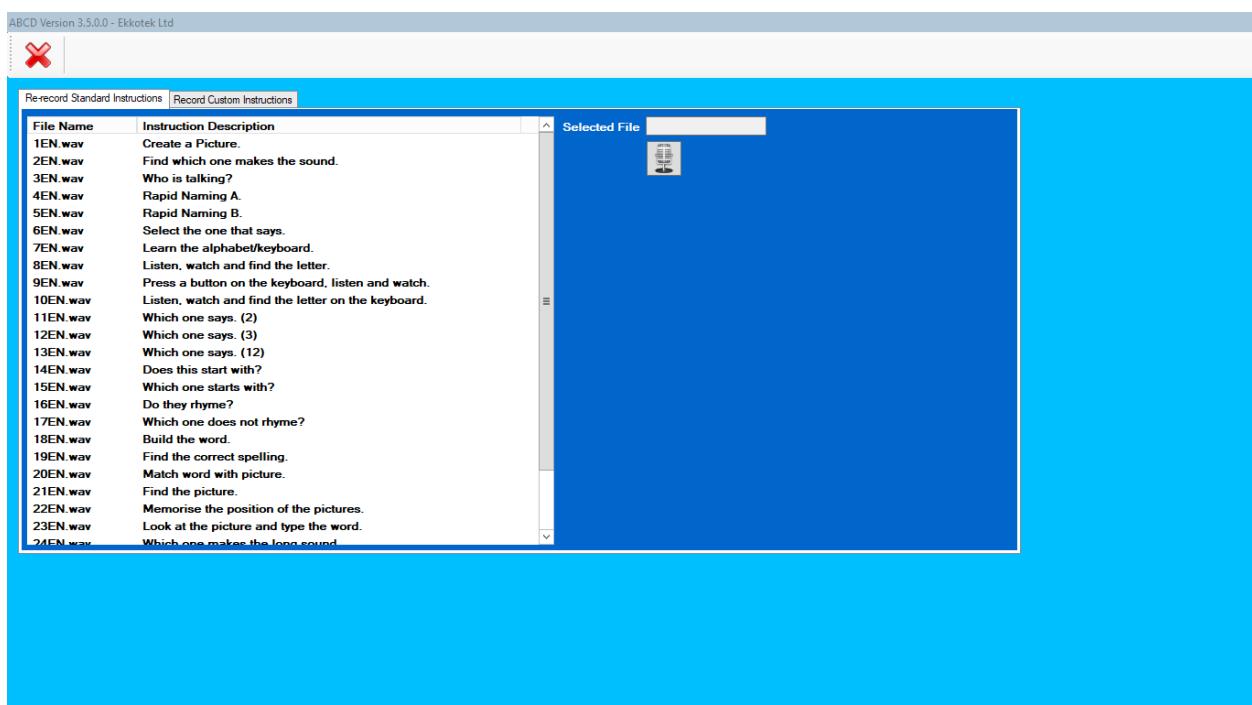 ABCD Version 3.5.0.0 - Ekkotek Ltd
Re-record Standard Instructions Record Custom Instructions
File Name Instruction Description Selected File
1EN.wav Create a Picture.
2EN.wav Find which one makes the sound.
3EN.wav Who is talking?
4EN.wav Rapid Naming A.
5EN.wav Rapid Naming B.
6EN.wav Select the one that says.
7EN.wav Learn the alphabet/keyboard.
8EN.wav Listen, watch and find the letter.
9EN.wav Press a button on the keyboard, listen and watch.
10EN.wav Listen, watch and find the letter on the keyboard.
11EN.wav Which one says. (2)
12EN.wav Which one says. (3)
13EN.wav Which one says. (12)
14EN.wav Does this start with?
15EN.wav Which one starts with?
16EN.wav Do they rhyme?
17EN.wav Which one does not rhyme?
18EN.wav Build the word.
19EN.wav Find the correct spelling.
20EN.wav Match word with picture.
21EN.wav Find the picture.
22EN.wav Memorise the position of the pictures.
23EN.wav Look at the picture and type the word.
24EN.wav Which one makes the long sound